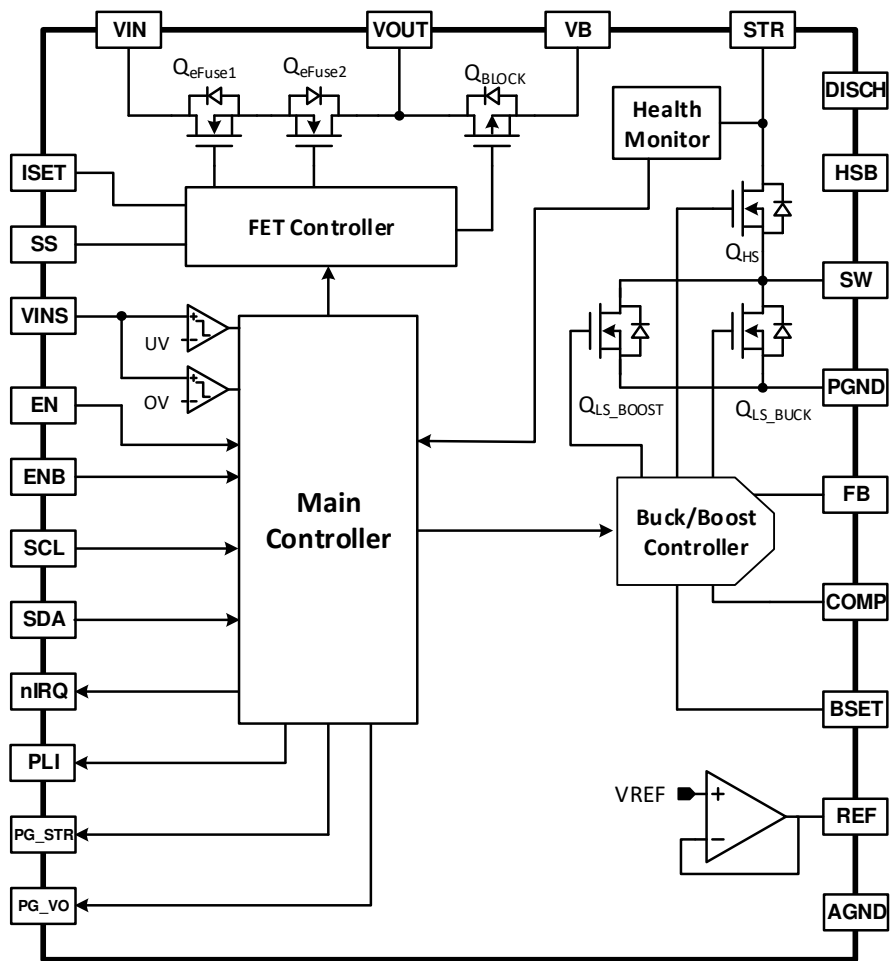 VIN
VOUT
VB
STR
QeFuse1
QeFuse2
QBLOCK
DISCH
Health
Monitor
ISET
HSB
FET Controller
SS
QHS
SW
VINS
UV
OV
EN
QLS_BOOST
QLS_BUCK
PGND
ENB
FB
Main
Controller
Buck/Boost
Controller
SCL
COMP
SDA
nIRQ
BSET
PLI
VREF
+
−
REF
PG_STR
PG_VO
AGND